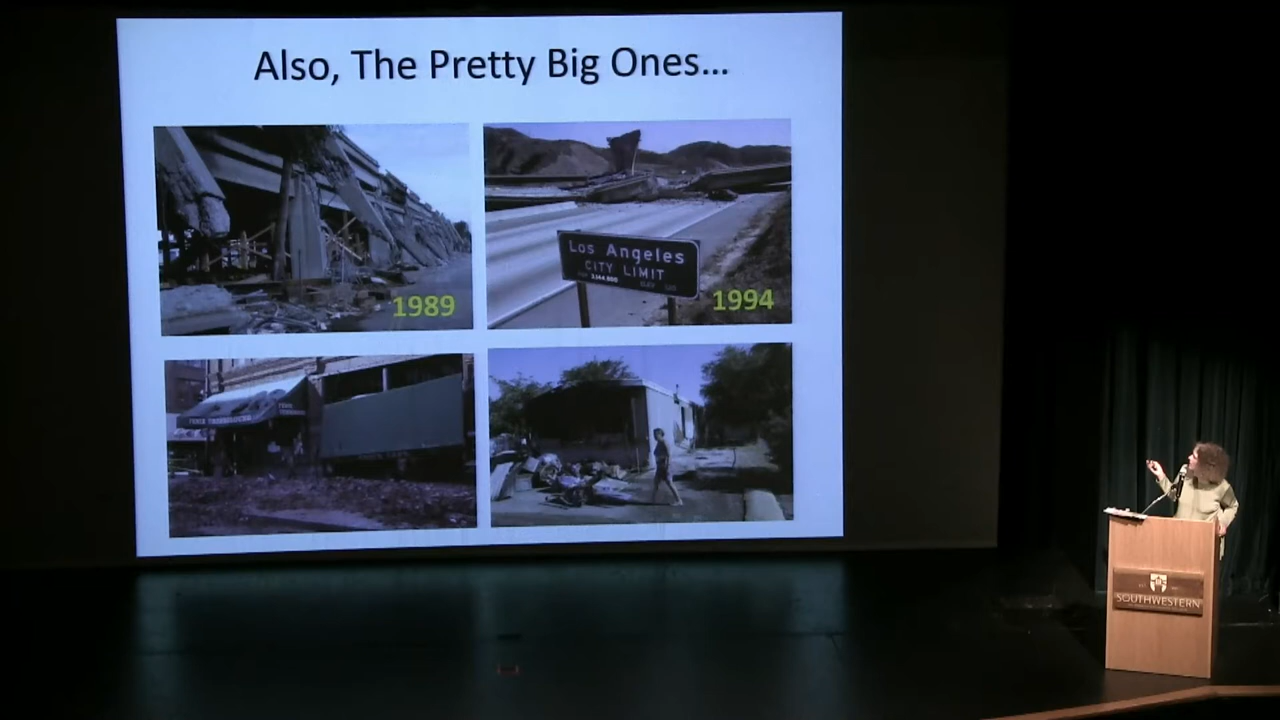 Also, The Pretty Big Ones...
1989
Los Angeles
CITY LIMIT
1994
SOUTHWESTERN